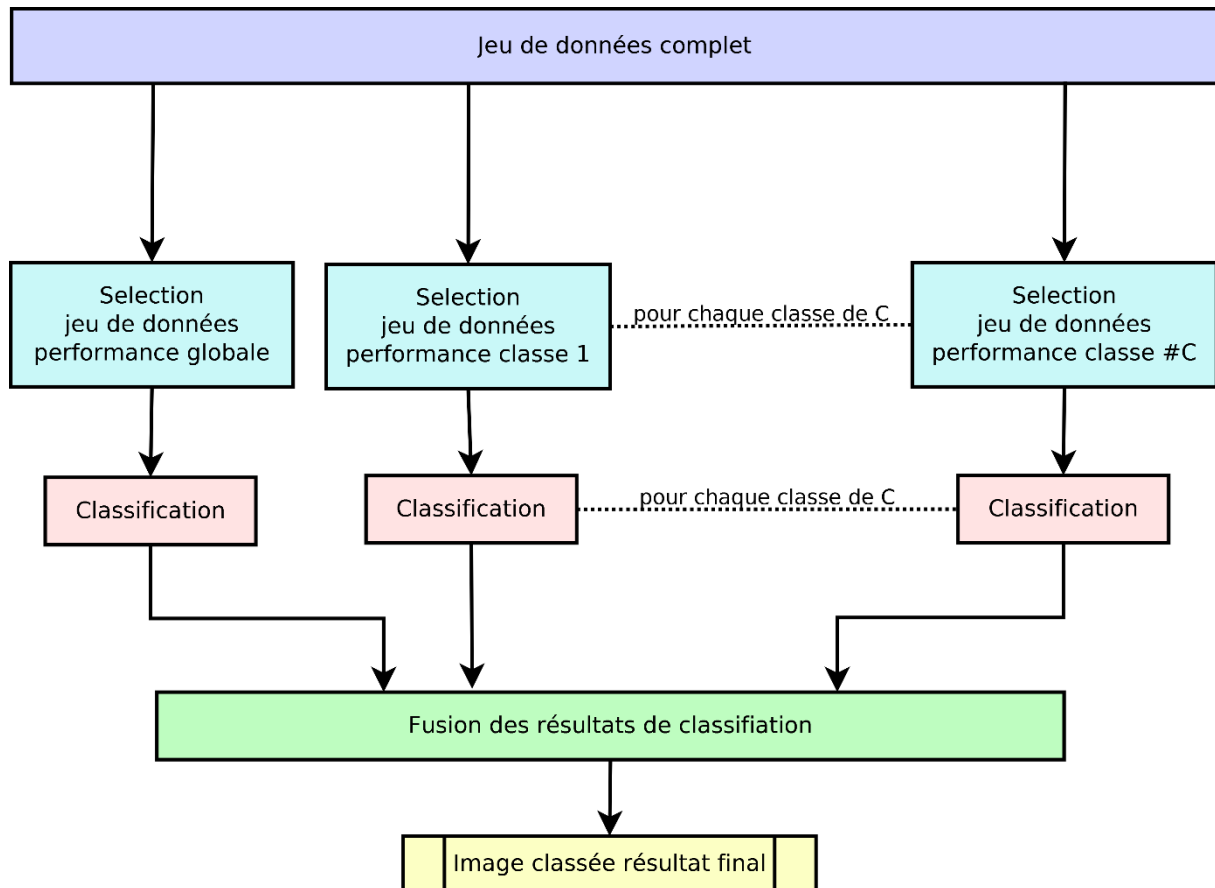 Jeu de données complet
Selection
jeu de données
performance globale
Selection
jeu de données
performance classe 1
pour chaque classe de C
Selection
jeu de données
performance classe #C
Classification
Classification
pour chaque classe de C
Classification
Fusion des résultats de classifiation
Image classée résultat final